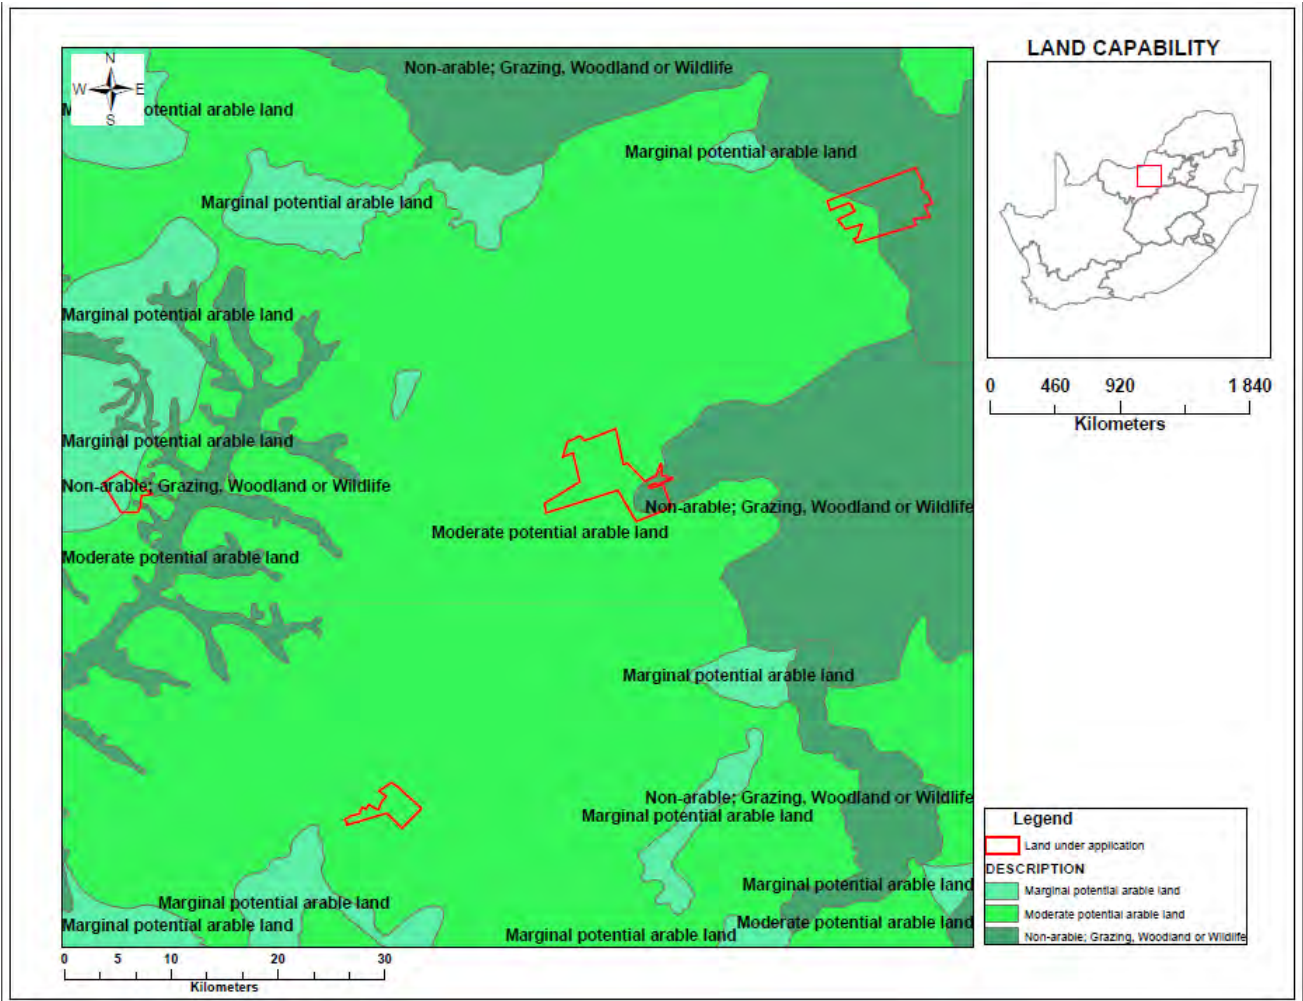 LAND CAPABILITY
N
W E
S
Non-arable; Grazing, Woodland or Wildlife
M otential arable land
Marginal potential arable land
Marginal potential arable land
Marginal potential arable land
Marginal potential arable land
Non-arable; Grazing, Woodland or Wildlife
Non-arable; Grazing, Woodland or Wildlife
Moderate potential arable land
Moderate potential arable land
Marginal potential arable land
Non-arable; Grazing, Woodland or Wildlife
Marginal potential arable land
Marginal potential arable land
Marginal potential arable land
Marginal potential arable land
Moderate potential arable land
Marginal potential arable land
0 5 10 20 30
Kilometers
0 460 920 1 840
Kilometers
Legend
Land under application
DESCRIPTION
Marginal potential arable land
Moderate potential arable land
Non-arable; Grazing, Woodland or Wildlife